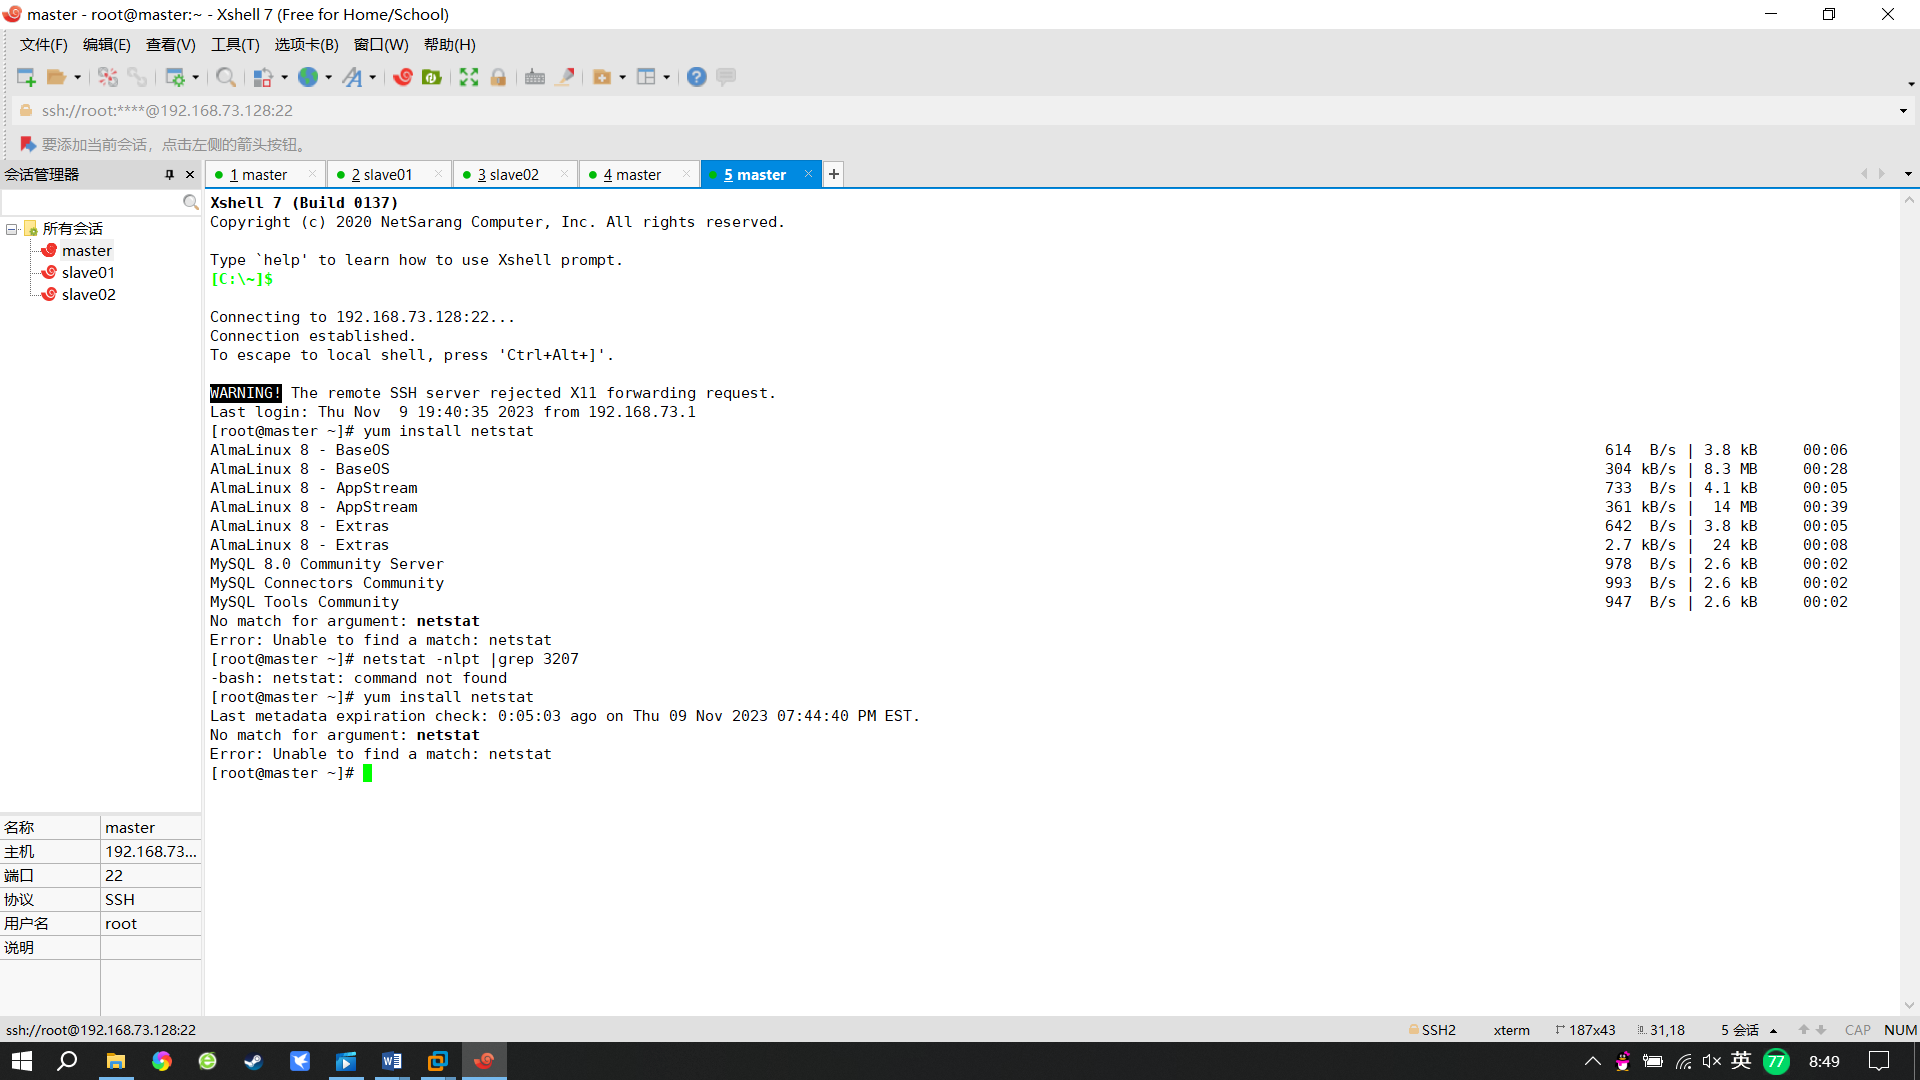 master - root@master:~ - Xshell 7 (Free for Home/School)
文件(F) 编辑(E) 查看(V) 工具(T) 选项卡(B) 窗口(W) 帮助(H)
ssh://root:****@192.168.73.128:22
要添加当前会话，点击左侧的箭头按钮。
会话管理器
1 master
2 slave01
3 slave02
4 master
5 master
所有会话
master
slave01
slave02
Xshell 7 (Build 0137)
Copyright (c) 2020 NetSarang Computer, Inc. All rights reserved.
Type `help' to learn how to use Xshell prompt.
[C:\~]$
Connecting to 192.168.73.128:22...
Connection established.
To escape to local shell, press 'Ctrl+Alt+]'.
WARNING! The remote SSH server rejected X11 forwarding request.
Last login: Thu Nov  9 19:40:35 2023 from 192.168.73.1
[root@master ~]# yum install netstat
AlmaLinux 8 - BaseOS 614  B/s | 3.8 kB     00:06
AlmaLinux 8 - BaseOS 304 kB/s | 8.3 MB     00:28
AlmaLinux 8 - AppStream 733  B/s | 4.1 kB     00:05
AlmaLinux 8 - AppStream 361 kB/s |  14 MB     00:39
AlmaLinux 8 - Extras 642  B/s | 3.8 kB     00:05
AlmaLinux 8 - Extras 2.7 kB/s |  24 kB     00:08
MySQL 8.0 Community Server 978  B/s | 2.6 kB     00:02
MySQL Connectors Community 993  B/s | 2.6 kB     00:02
MySQL Tools Community 947  B/s | 2.6 kB     00:02
No match for argument: netstat
Error: Unable to find a match: netstat
[root@master ~]# netstat -nlpt |grep 3207
-bash: netstat: command not found
[root@master ~]# yum install netstat
Last metadata expiration check: 0:05:03 ago on Thu 09 Nov 2023 07:44:40 PM EST.
No match for argument: netstat
Error: Unable to find a match: netstat
[root@master ~]#
名称 master
主机 192.168.73...
端口 22
协议 SSH
用户名 root
说明
ssh://root@192.168.73.128:22
SSH2 xterm 187x43 31,18 5 会话 CAP NUM
英 77 8:49